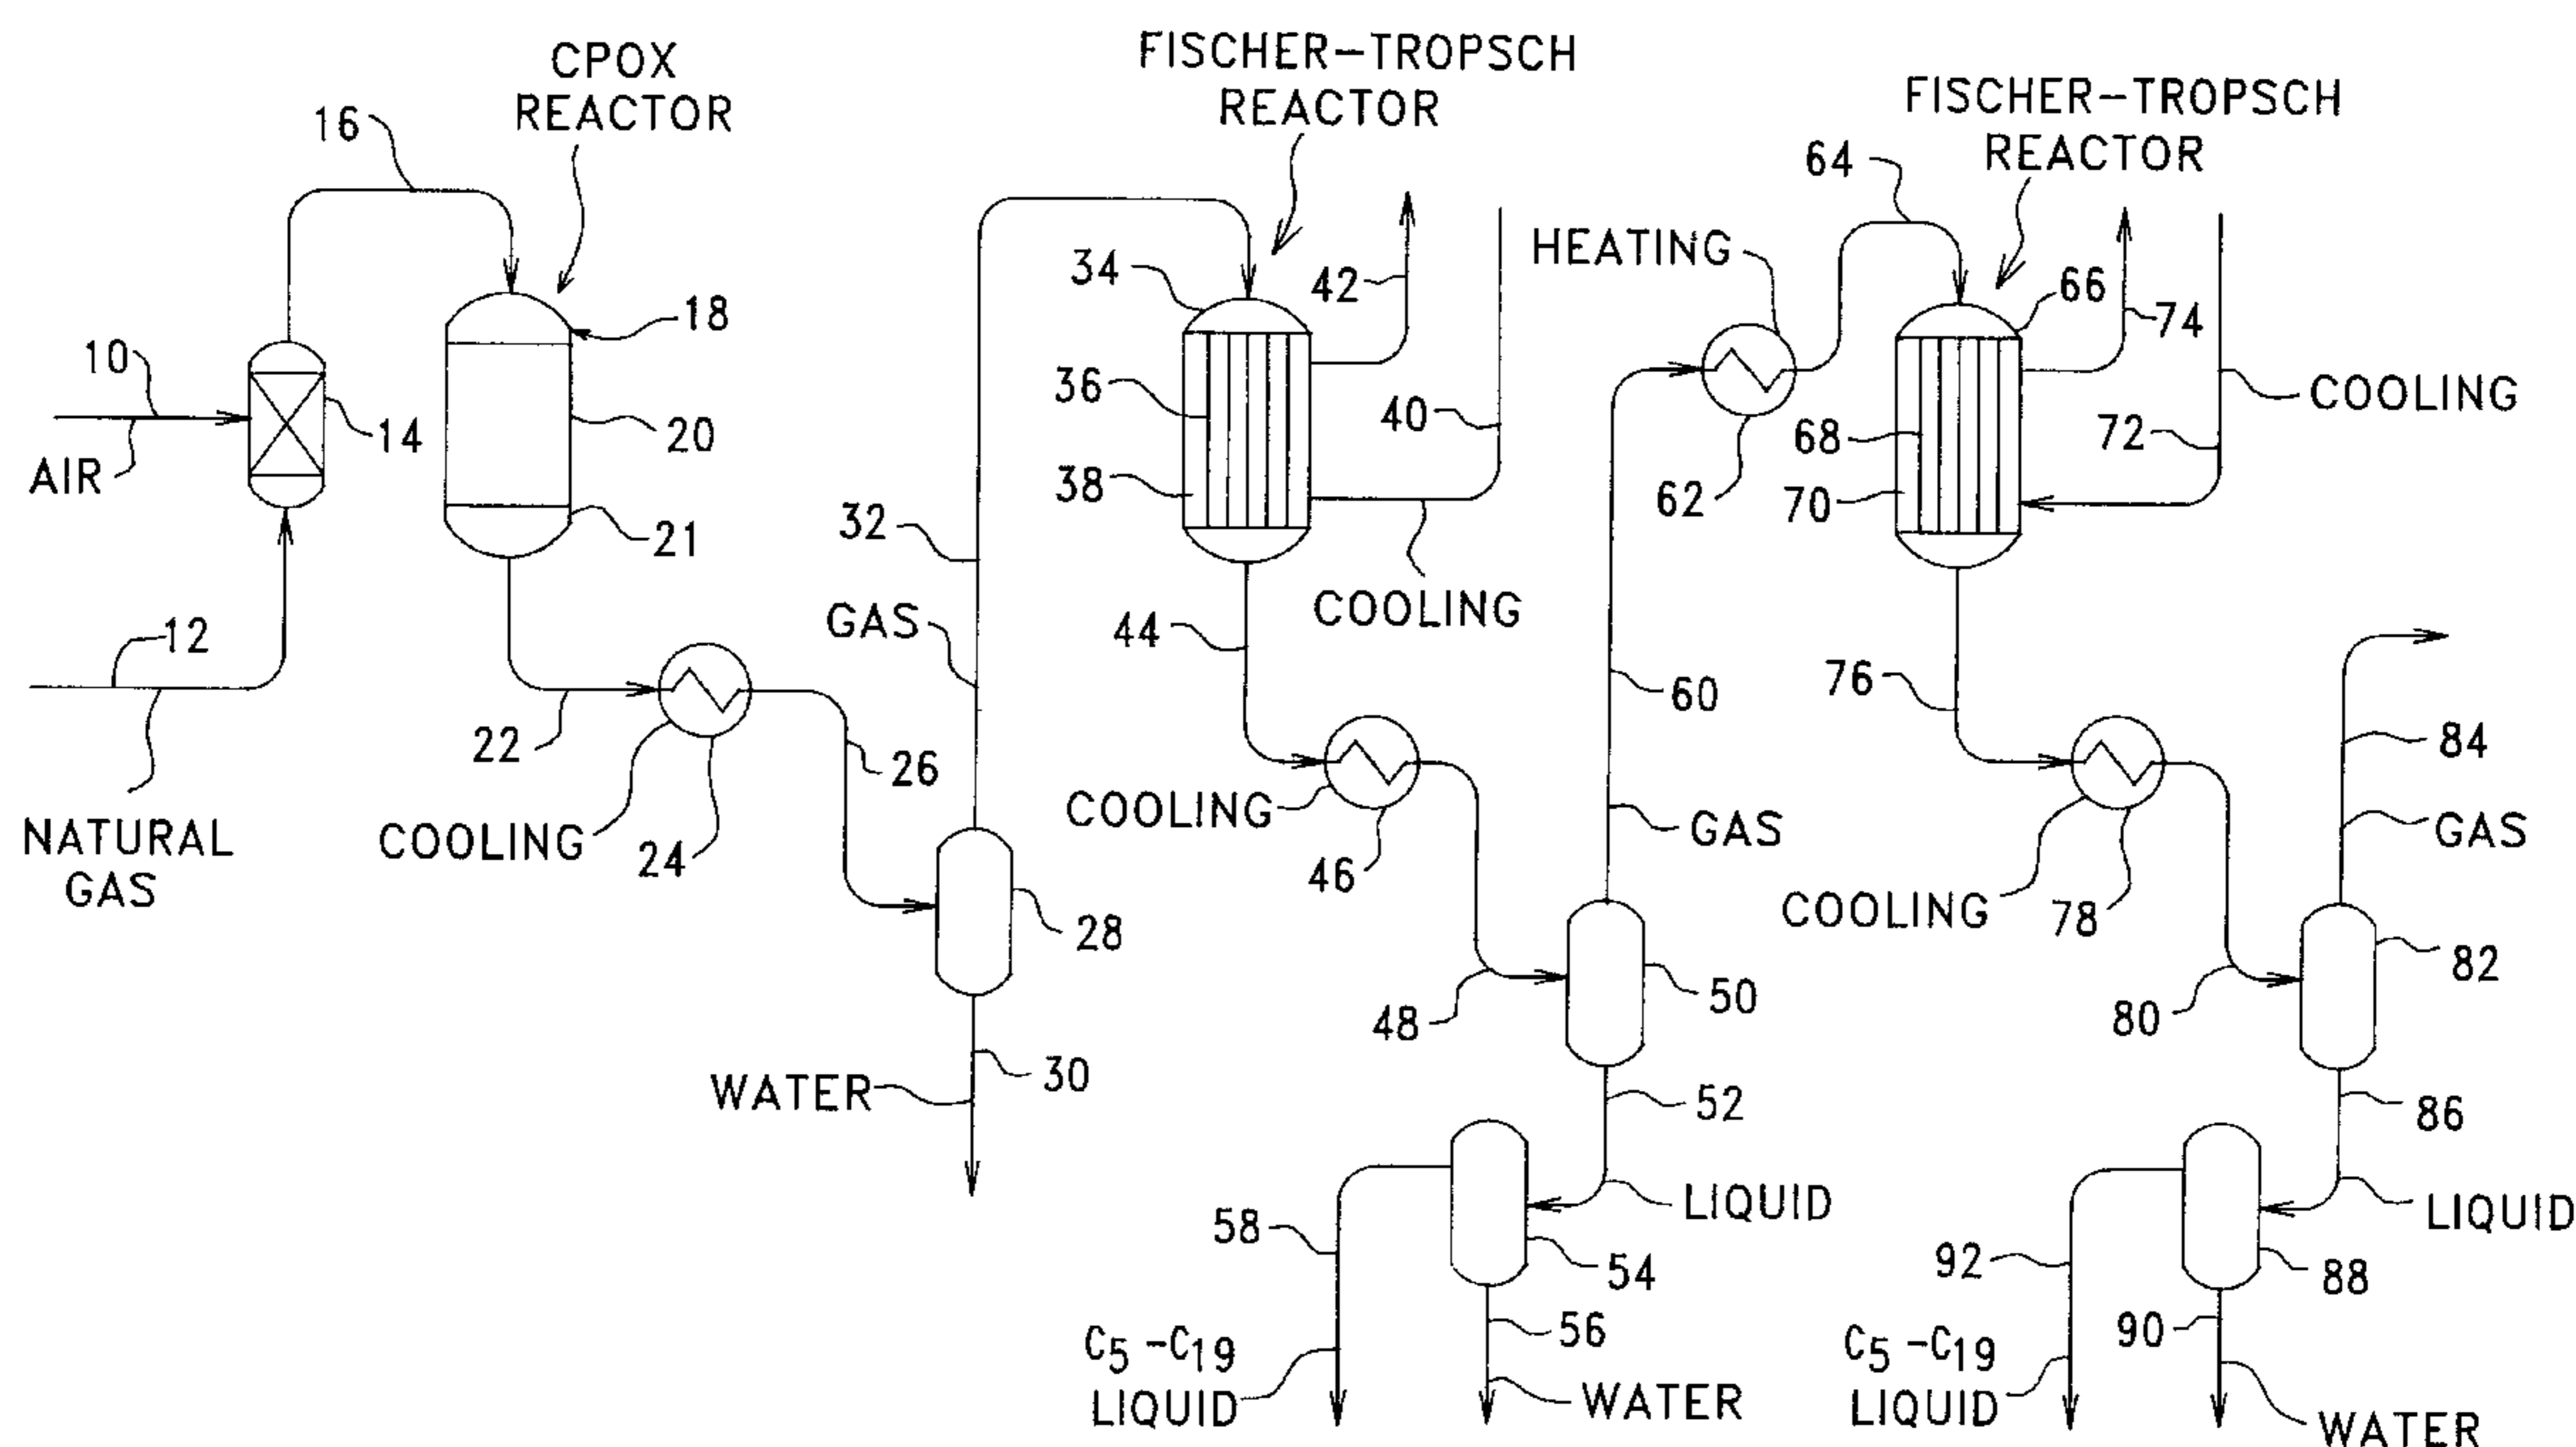 CPOX
REACTOR
FISCHER-TROPSCH
REACTOR
FISCHER-TROPSCH
REACTOR
16
64
HEATING
34
42
66
74
18
10
36
40
COOLING
14
20
68
72
AIR
38
62
70
21
32
12
GAS
COOLING
44
60
76
22
26
84
NATURAL
GAS
COOLING
24
COOLING
46
GAS
GAS
COOLING
78
28
82
50
48
80
WATER
30
52
86
LIQUID
LIQUID
58
54
92
88
C5-C19
LIQUID
56
WATER
C5-C19
LIQUID
90
WATER